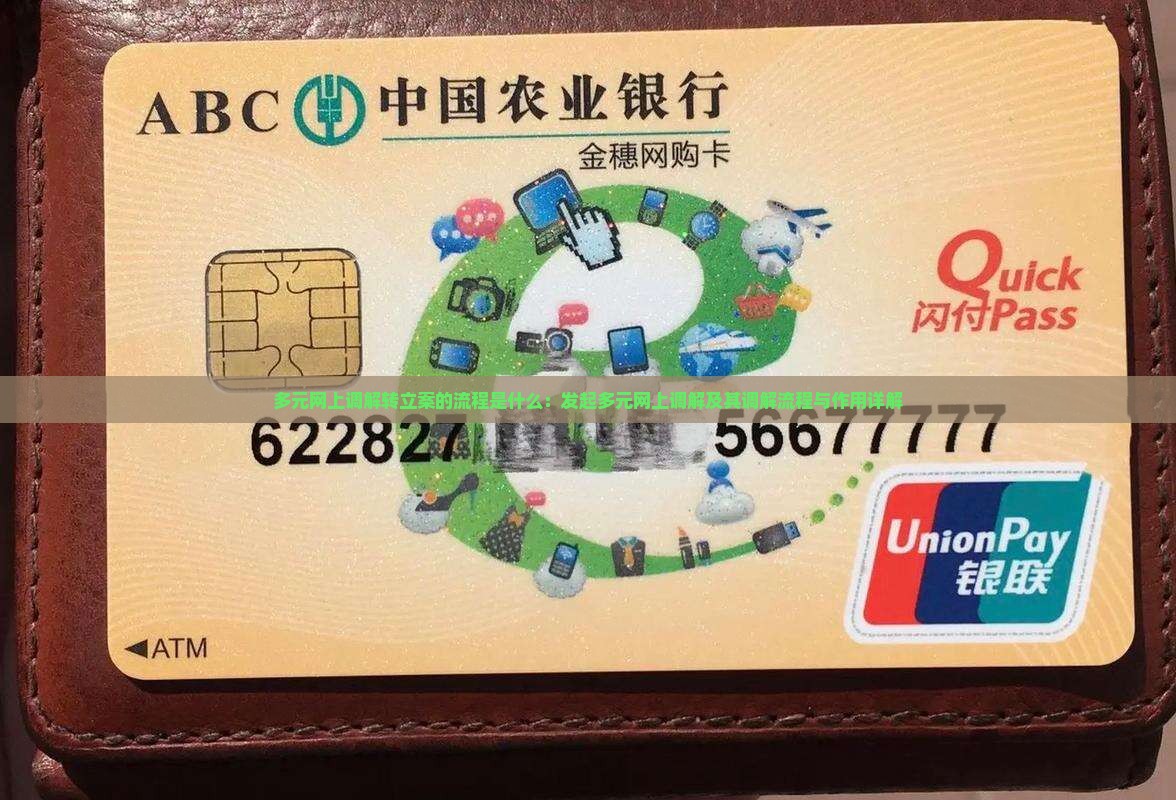 ABC 中国农业银行
金穗网购卡
Quick
闪付Pass
多元网上调解转立案的流程是什么：发起多元网上调解及其调解流程与作用详解
622827 56677777
UnionPay
银联
ATM